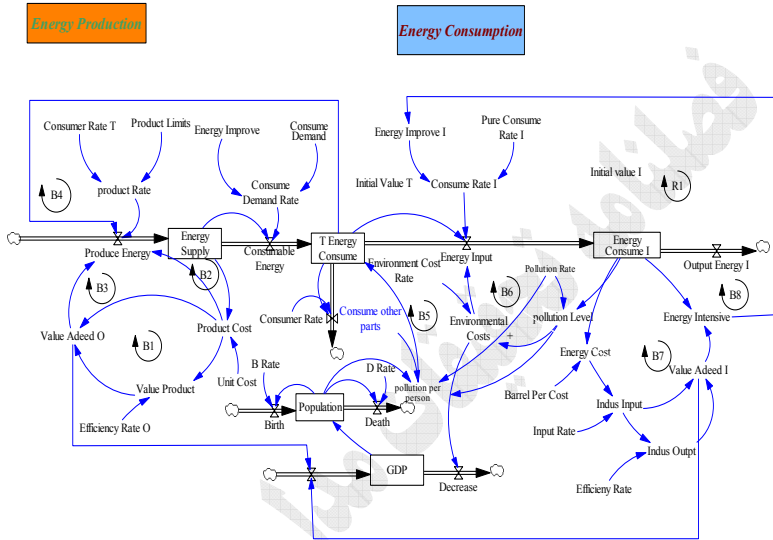 Energy Production
Energy Consumption
Consumer Rate T
Product Limits
Energy Improve
Consume
Demand
Energy Improve I
Pure Consume
Rate I
B4
product Rate
Consume
Demand Rate
Initial Value T
Consume Rate I
Initial value I
R1
Produce Energy
Energy
Supply
Consumable
Energy
T Energy
Consume
Energy Input
Energy
Consume I
Output Energy I
B3
B2
Environment Cost
Rate
Pollution Rate
B6
B8
Value Adeed O
B1
Product Cost
Consumer Rate
Consume other
parts
B5
Environmental
Costs
+
pollution Level
Energy Intensive
Value Product
Unit Cost
B Rate
D Rate
pollution per
person
Energy Cost
B7
Value Adeed I
Efficiency Rate O
Birth
Population
Death
Barrel Per Cost
Indus Input
Input Rate
Indus Outpt
GDP
Decrease
Efficieny Rate